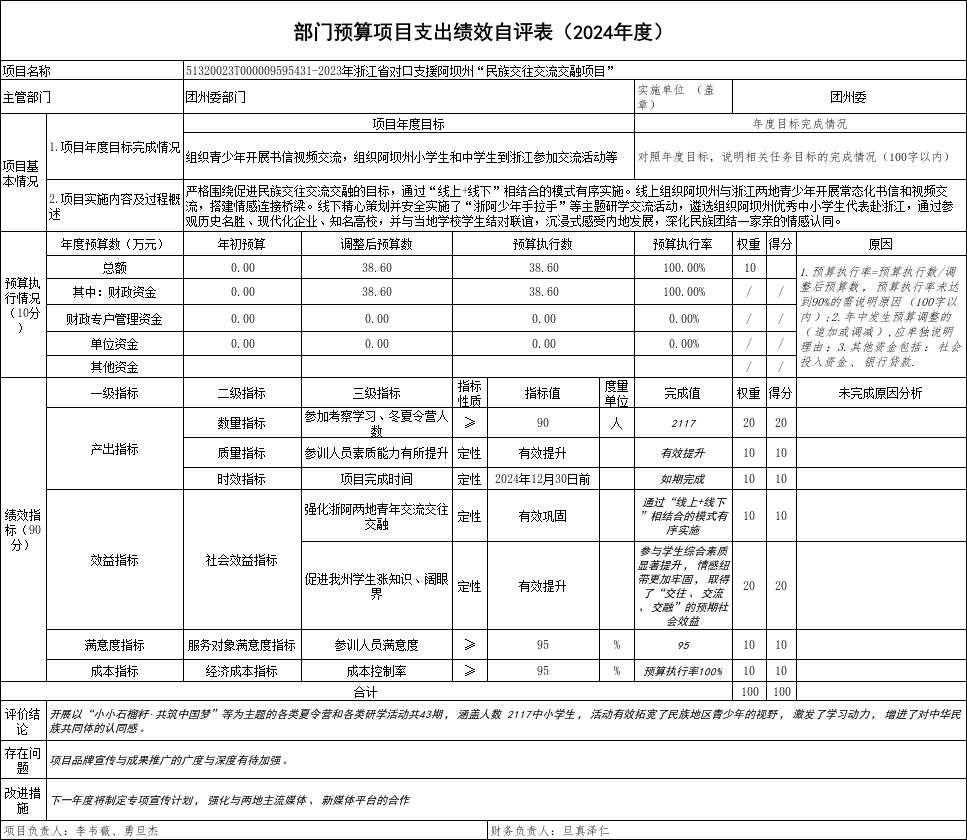 部门预算项目支出绩效自评表（2024年度）
项目名称
51320023T000009595431-2023年浙江省对口支援阿坝州“民族交往交流交融项目”
主管部门
团州委部门
实施单位 （盖
章）
团州委
项目基
本情况
1.项目年度目标完成情况
项目年度目标
年度目标完成情况
组织青少年开展书信视频交流，组织阿坝州小学生和中学生到浙江参加交流活动等
对照年度目标，说明相关任务目标的完成情况（100字以内）
2.项目实施内容及过程概
述
严格围绕促进民族交往交流交融的目标，通过“线上+线下”相结合的模式有序实施。线上组织阿坝州与浙江两地青少年开展常态化书信和视频交
流，搭建情感连接桥梁。线下精心策划并安全实施了“浙阿少年手拉手”等主题研学交流活动，遴选组织阿坝州优秀中小学生代表赴浙江，通过参
观历史名胜、现代化企业、知名高校，并与当地学校学生结对联谊，沉浸式感受内地发展，深化民族团结一家亲的情感认同。
预算执
行情况
（10分
）
年度预算数（万元） 年初预算 调整后预算数 预算执行数 预算执行率 权重 得分 原因
总额 0.00 38.60 38.60 100.00% 10
其中：财政资金 0.00 38.60 38.60 100.00% / /
财政专户管理资金 0.00 0.00 0.00 0.00% / /
单位资金 0.00 0.00 0.00 0.00% / /
其他资金 / /
1.预算执行率=预算执行数/调
整后预算数，预算执行率未达
到90%的需说明原因（100字以
内）;2.年中发生预算调整的
（追加或调减）,应单独说明
理由；3.其他资金包括：社会
投入资金、银行贷款.
绩效指
标（90
分）
一级指标 二级指标 三级指标 指标
性质 指标值 度量
单位 完成值 权重 得分 未完成原因分析
产出指标
数量指标 参加考察学习、冬夏令营人
数 ≥ 90 人 2117 20 20
质量指标 参训人员素质能力有所提升 定性 有效提升 有效提升 10 10
时效指标 项目完成时间 定性 2024年12月30日前 如期完成 10 10
效益指标 社会效益指标
强化浙阿两地青年交流交往
交融 定性 有效巩固 通过“线上+线下
”相结合的模式有
序实施 10 10
促进我州学生张知识、阔眼
界 定性 有效提升 参与学生综合素质
显著提升，情感纽
带更加牢固，取得
了“交往、交流
、交融”的预期社
会效益 20 20
满意度指标 服务对象满意度指标 参训人员满意度 ≥ 95 % 95 10 10
成本指标 经济成本指标 成本控制率 ≥ 95 % 预算执行率100% 10 10
合计 100 100
评价结
论
开展以“小小石榴籽·共筑中国梦”等为主题的各类夏令营和各类研学活动共43期，涵盖人数 2117中小学生，活动有效拓宽了民族地区青少年的视野，激发了学习动力，增进了对中华民
族共同体的认同感。
存在问
题
项目品牌宣传与成果推广的广度与深度有待加强。
改进措
施
下一年度将制定专项宣传计划，强化与两地主流媒体、新媒体平台的合作
项目负责人：李韦薇、勇旦杰
财务负责人：旦真泽仁